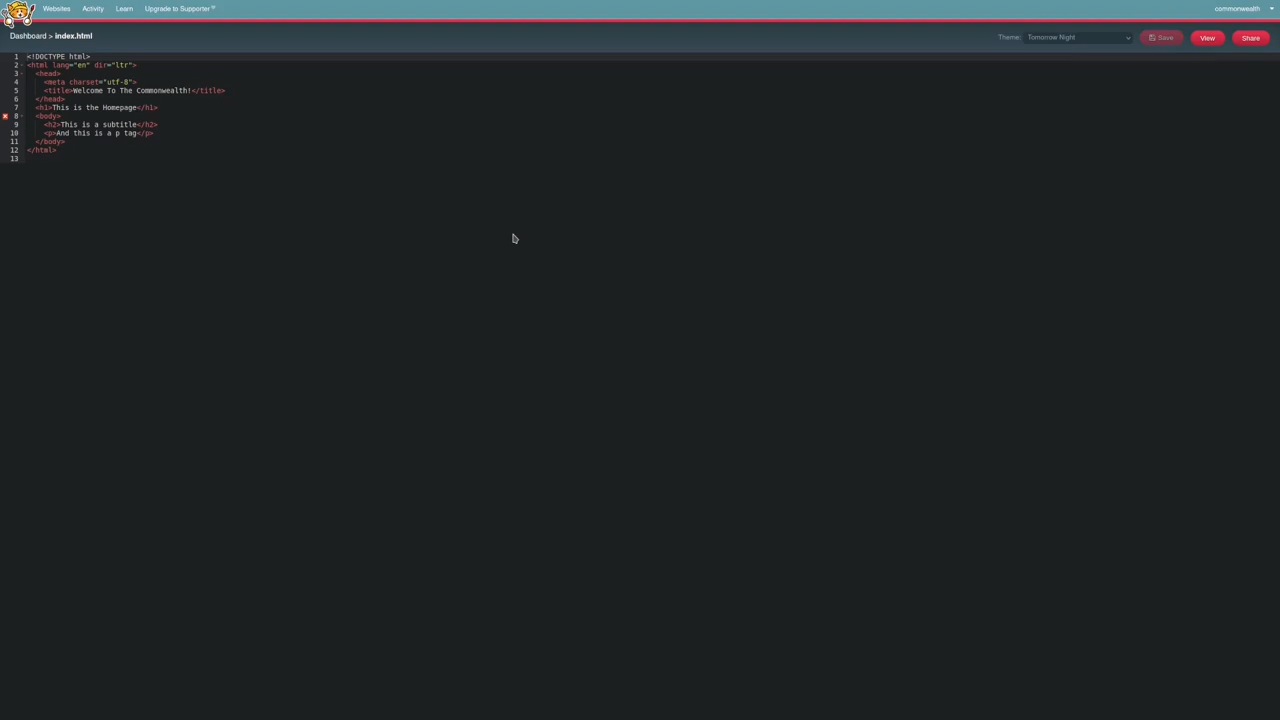 Websites Activity Learn Upgrade to Supporter commonwealth
Dashboard > index.html Theme: Tomorrow Night Save View Share
1 <!DOCTYPE html>
2 <html lang="en" dir="ltr">
3 <head>
4 <meta charset="utf-8">
5 <title>Welcome To The Commonwealth!</title>
6 </head>
7 <h1>This is the Homepage</h1>
8 <body>
9 <h2>This is a subtitle</h2>
10 <p>And this is a p tag</p>
11 </body>
12 </html>
13